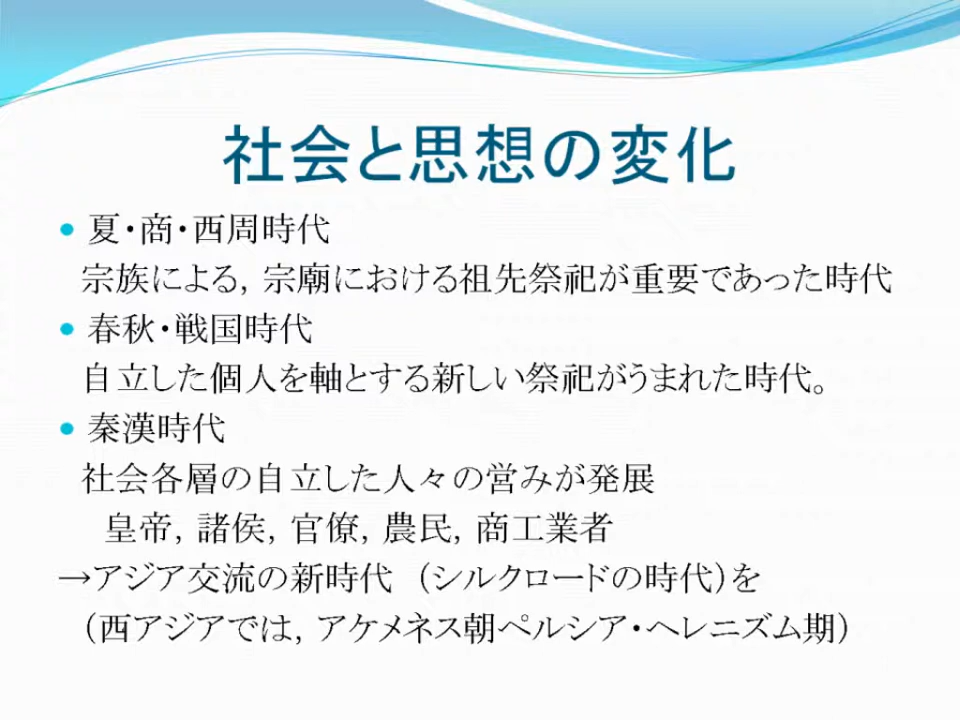 社会と思想の変化
• 夏・商・西周時代
宗族による，宗廟における祖先祭祀が重要であった時代
• 春秋・戦国時代
自立した個人を軸とする新しい祭祀がうまれた時代。
• 秦漢時代
社会各層の自立した人々の営みが発展
皇帝，諸侯，官僚，農民，商工業者
→アジア交流の新時代　（シルクロードの時代）を
（西アジアでは，アケメネス朝ペルシア・ヘレニズム期）